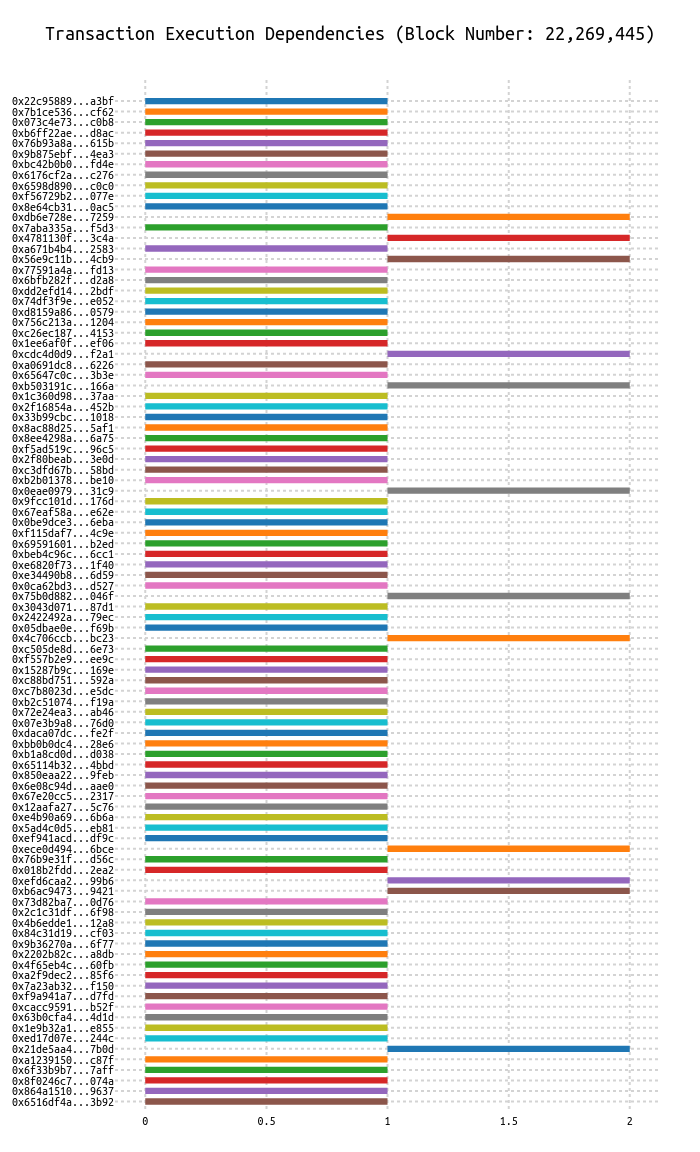 Transaction Execution Dependencies (Block Number: 22,269,445)
0x22c95889...a3bf
0x7b1ce536...cf62
0x073c4e73...c0b8
0xb6ff22ae...d8ac
0x76b93a8a...615b
0x9b875ebf...4ea3
0xbc42b0b0...fd4e
0x6176cf2a...c276
0x6598d890...c0c0
0xf56729b2...077e
0x8e64cb31...0ac5
0xdb6e728e...7259
0x7aba335a...f5d3
0x4781130f...3c4a
0xa671b4b4...2583
0x56e9c11b...4cb9
0x77591a4a...fd13
0x6bfb282f...d2a8
0xdd2efd14...2bdf
0x74df3f9e...e052
0xd8159a86...0579
0x756c213a...1204
0xc26ec187...4153
0x1ee6af0f...ef06
0xcdc4d0d9...f2a1
0xa0691dc8...6226
0x65647c0c...3b3e
0xb503191c...166a
0x1c360d98...37aa
0x2f16854a...452b
0x33b99cbc...1018
0x8ac88d25...5af1
0x8ee4298a...6a75
0xf5ad519c...96c5
0x2f80beab...3e0d
0xc3dfd67b...58bd
0xb2b01378...be10
0x0eae0979...31c9
0x9fcc101d...176d
0x67eaf58a...e62e
0x0be9dce3...6eba
0xf115daf7...4c9e
0x69591601...b2ed
0xbeb4c96c...6cc1
0xe6820f73...1f40
0xe34490b8...6d59
0x0ca62bd3...d527
0x75b0d882...046f
0x3043d071...87d1
0x2422492a...79ec
0x05dbae0e...f69b
0x4c706ccb...bc23
0xc505de8d...6e73
0xf557b2e9...ee9c
0x15287b9c...169e
0xc88bd751...592a
0xc7b8023d...e5dc
0xb2c51074...f19a
0x72e24ea3...ab46
0x07e3b9a8...76d0
0xdaca07dc...fe2f
0xbb0b0dc4...28e6
0xb1a8cd0d...d038
0x65114b32...4bbd
0x850eaa22...9feb
0x6e08c94d...aae0
0x67e20cc5...2317
0x12aafa27...5c76
0xe4b90a69...6b6a
0x5ad4c0d5...eb81
0xef941acd...df9c
0xece0d494...6bce
0x76b9e31f...d56c
0x018b2fdd...2ea2
0xefd6caa2...99b6
0xb6ac9473...9421
0x73d82ba7...0d76
0x2c1c31df...6f98
0x4b6edde1...12a8
0x84c31d19...cf03
0x9b36270a...6f77
0x2202b82c...a8db
0x4f65eb4c...60fb
0xa2f9dec2...85f6
0x7a23ab32...f150
0xf9a941a7...d7fd
0xcacc9591...b52f
0x63b0cfa4...4d1d
0x1e9b32a1...e855
0xed17d07e...244c
0x21de5aa4...7b0d
0xa1239150...c87f
0x6f33b9b7...7aff
0x8f0246c7...074a
0x864a1510...9637
0x6516df4a...3b92
0 0.5 1 1.5 2